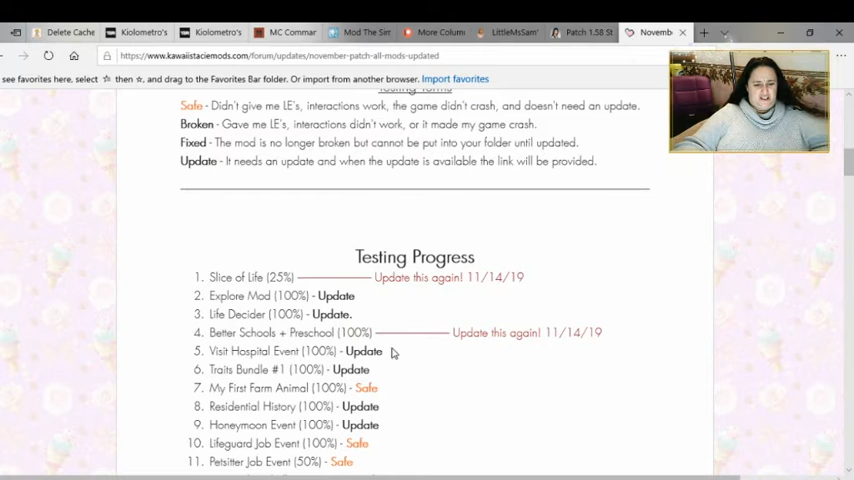 Delete Cache
Kiolometro's
Kiolometro's
MC Commar
Mod The Sim
More Colum
LittleMsSam'
Patch 1.58 St
Novemb
https://www.kawaiistaciemods.com/forum/updates/november-patch-all-mods-updated
see favorites here, select ☆ then ☆, and drag to the Favorites Bar folder. Or import from another browser. Import favorites
Safe - Didn't give me LE's, interactions work, the game didn't crash, and doesn't need an update.
Broken - Gave me LE's, interactions didn't work, or it made my game crash.
Fixed - The mod is no longer broken but cannot be put into your folder until updated.
Update - It needs an update and when the update is available the link will be provided.
Testing Progress
1. Slice of Life (25%) Update this again! 11/14/19
2. Explore Mod (100%) - Update
3. Life Decider (100%) - Update.
4. Better Schools + Preschool (100%) Update this again! 11/14/19
5. Visit Hospital Event (100%) - Update
6. Traits Bundle #1 (100%) - Update
7. My First Farm Animal (100%) - Safe
8. Residential History (100%) - Update
9. Honeymoon Event (100%) - Update
10. Lifeguard Job Event (100%) - Safe
11. Petsitter Job Event (50%) - Safe